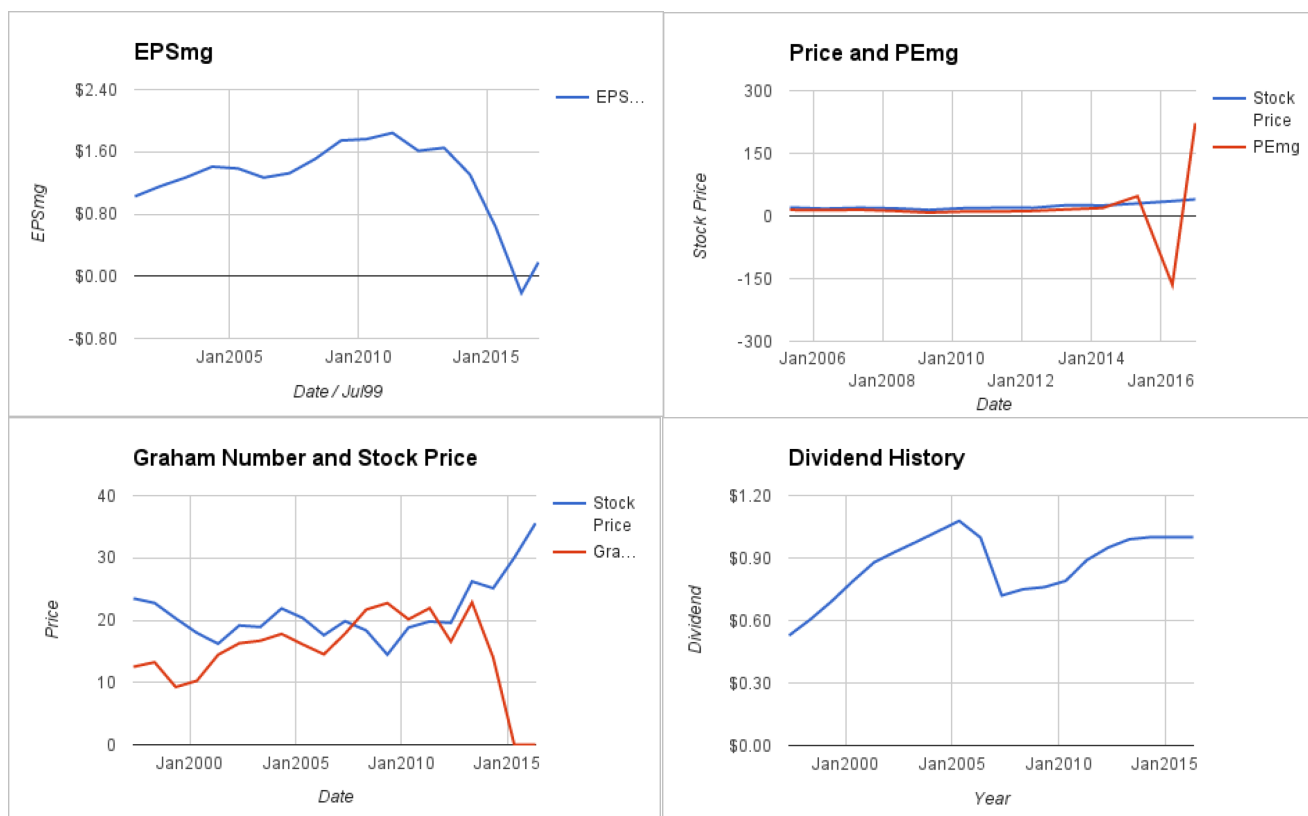 EPSmg
$2.40
$1.60
$0.80
$0.00
-$0.80
EPSmg
Jan2005
Jan2010
Jan2015
Date / Jul99
EPS…
Price and PEmg
300
150
0
-150
-300
Stock Price
Jan2006
Jan2008
Jan2010
Jan2012
Jan2014
Jan2016
Date
Stock
Price
PEmg
Graham Number and Stock Price
40
30
20
10
0
Price
Jan2000
Jan2005
Jan2010
Jan2015
Date
Stock
Price
Gra…
Dividend History
$1.20
$0.90
$0.60
$0.30
$0.00
Dividend
Jan2000
Jan2005
Jan2010
Jan2015
Year